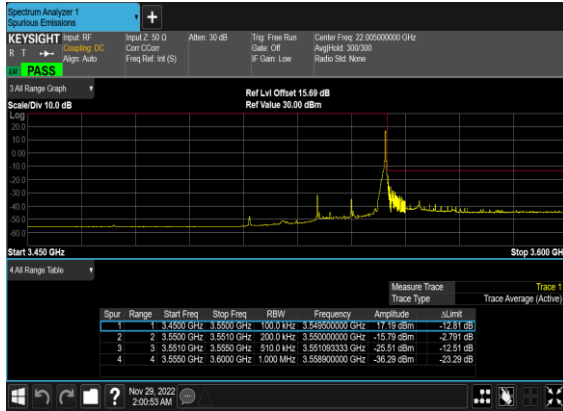 Spectrum Analyzer 1
Spurious Emissions
+
KEYSIGHT Input: RF Input Z: 50 Ω Atten: 30 dB Trig: Free Run Center Freq: 22.005000000 GHz
R T Coupling: DC Corr CCorr Gate: Off Avg|Hold: 300/300
Align: Auto Freq Ref: Int (S) IF Gain: Low Radio Std: None
LU PASS
3 All Range Graph
Ref Lvl Offset 15.69 dB
Scale/Div 10.0 dB Ref Value 30.00 dBm
Log
20.0
10.0
0.00
-10.0
-20.0
-30.0
-40.0
-50.0
-60.0
Start 3.450 GHz Stop 3.600 GH
4 All Range Table
Measure Trace Trace 1
Trace Type Trace Average (Active)
Spur Range Start Freq Stop Freq RBW Frequency Amplitude ΔLimit
1 1 3.4500 GHz 3.5500 GHz 100.0 kHz 3.549500000 GHz 17.19 dBm -12.81 dB
2 2 3.5500 GHz 3.5510 GHz 200.0 kHz 3.550000000 GHz -15.79 dBm -2.791 dB
3 3 3.5510 GHz 3.5550 GHz 510.0 kHz 3.551093333 GHz -25.51 dBm -12.51 dB
4 4 3.5550 GHz 3.6000 GHz 1.000 MHz 3.558900000 GHz -36.29 dBm -23.29 dB
? Nov 29, 2022
2:00:53 AM